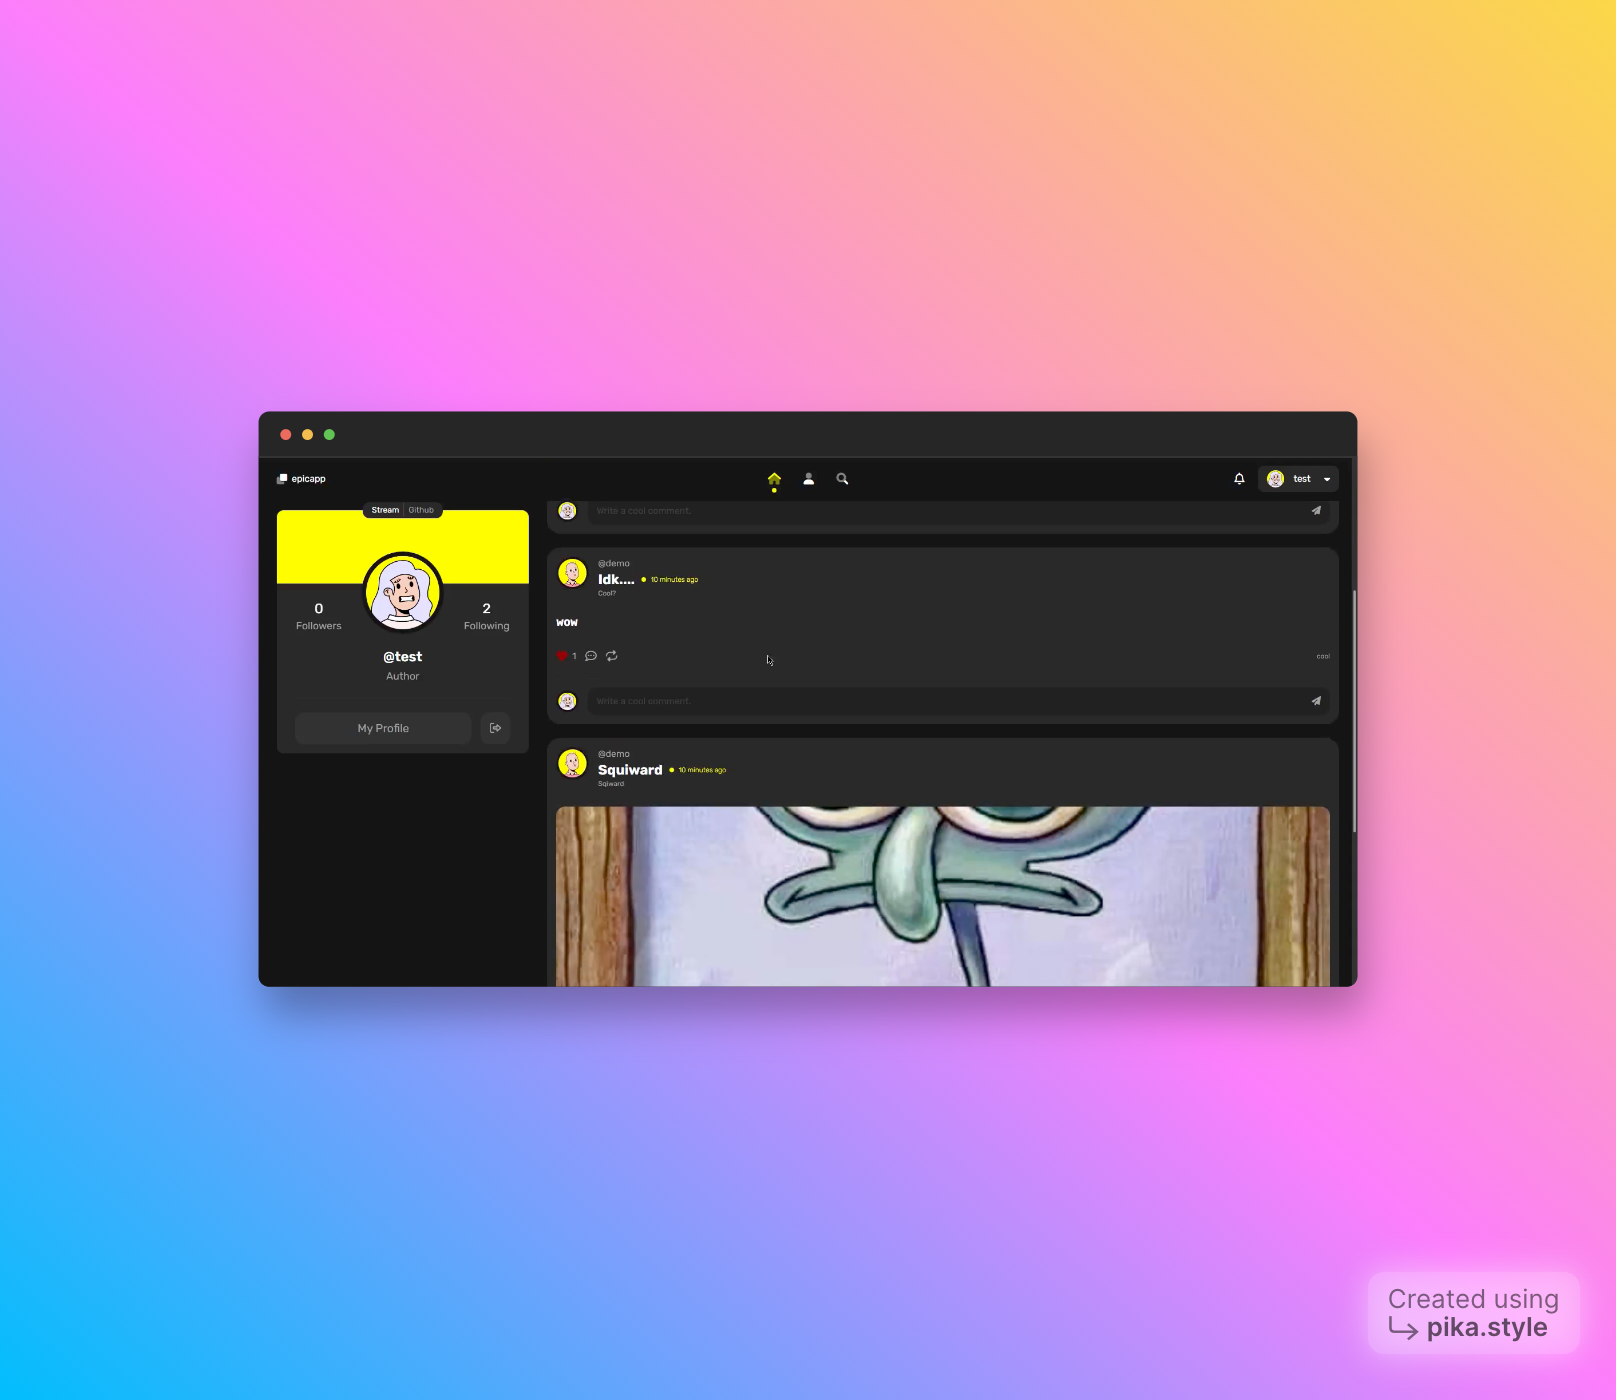 epicapp
test
Stream | Github
0
Followers
2
Following
@test
Author
My Profile
Write a cool comment.
@demo
Idk....
10 minutes ago
Cool?
wow
1
cool
Write a cool comment.
@demo
Squiward
10 minutes ago
Sqiward
Created using
pika.style